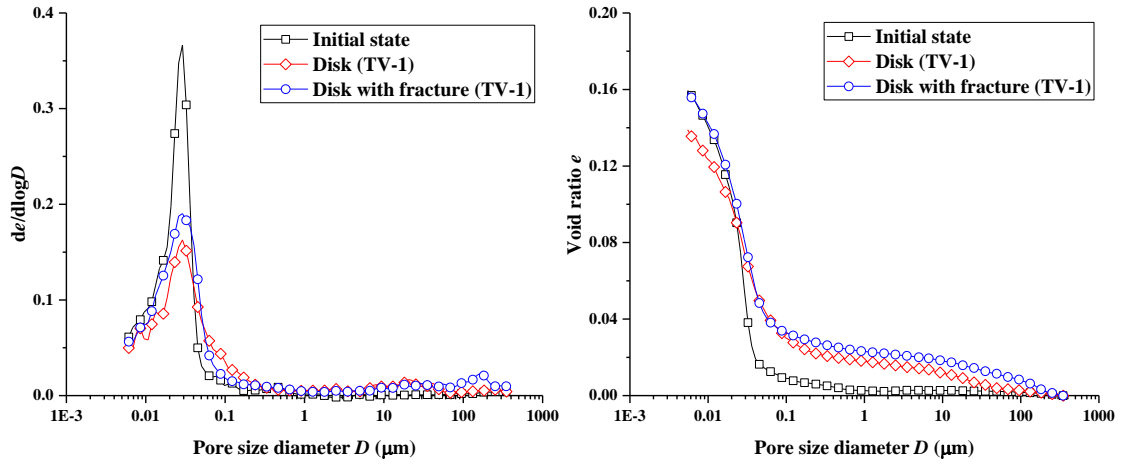 0.4
0.3
0.2
0.1
0.0
1E-3
0.01
0.1
1
10
100
1000
de/dlogD
Pore size diameter D (μm)
Initial state
Disk (TV-1)
Disk with fracture (TV-1)
0.20
0.16
0.12
0.08
0.04
0.00
1E-3
0.01
0.1
1
10
100
1000
Void ratio e
Pore size diameter D (μm)
Initial state
Disk (TV-1)
Disk with fracture (TV-1)